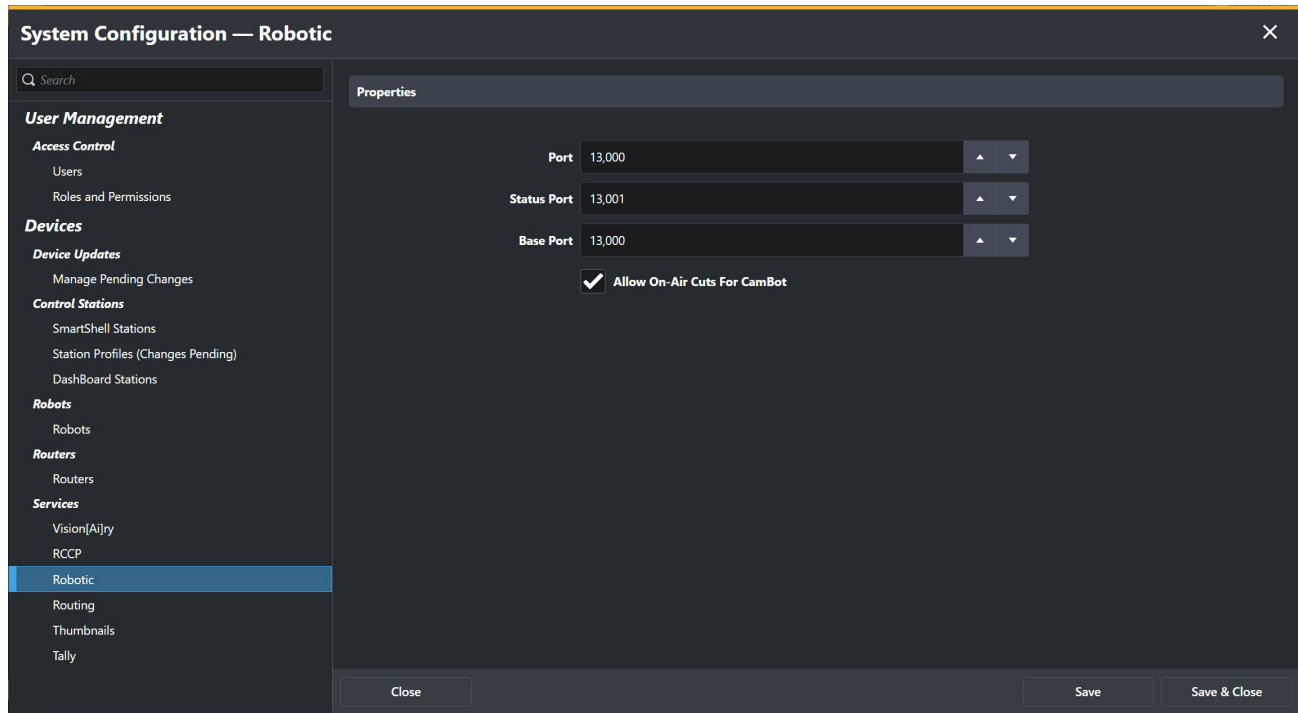 System Configuration — Robotic
Search
User Management
Access Control
Users
Roles and Permissions
Devices
Device Updates
Manage Pending Changes
Control Stations
SmartShell Stations
Station Profiles (Changes Pending)
DashBoard Stations
Robots
Robots
Routers
Routers
Services
Vision[Ai]ry
RCCP
Robotic
Routing
Thumbnails
Tally
Properties
Port 13,000
Status Port 13,001
Base Port 13,000
Allow On-Air Cuts For CamBot
Close Save Save & Close